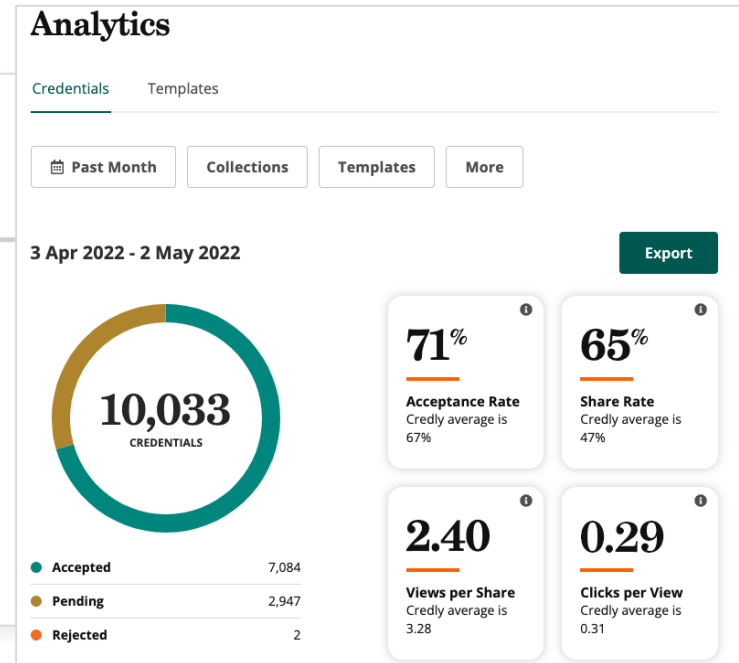 Analytics
Credentials Templates
Past Month Collections Templates More
3 Apr 2022 - 2 May 2022
Export
10,033
CREDENTIALS
Accepted 7,084
Pending 2,947
Rejected 2
71%
Acceptance Rate
Credly average is
67%
65%
Share Rate
Credly average is
47%
2.40
Views per Share
Credly average is
3.28
0.29
Clicks per View
Credly average is
0.31